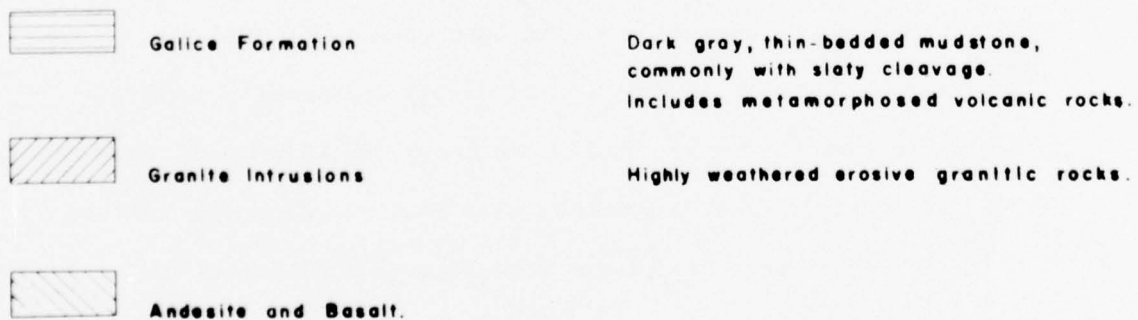 Galice Formation Dark gray, thin-bedded mudstone,
commonly with slaty cleavage.
Includes metamorphosed volcanic rocks.
Granite Intrusions Highly weathered erosive granitic rocks.
Andesite and Basalt.